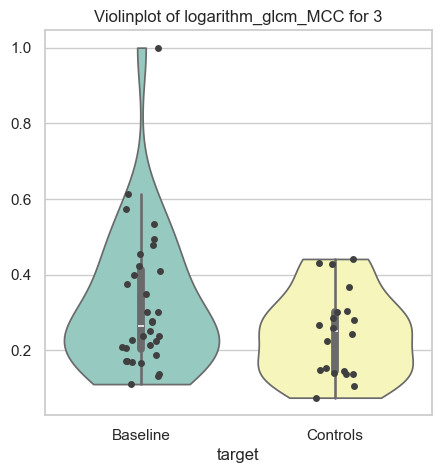 Violinplot of logarithm_glcm_MCC for 3
1.0
0.8
0.6
0.4
0.2
Baseline
Controls
target